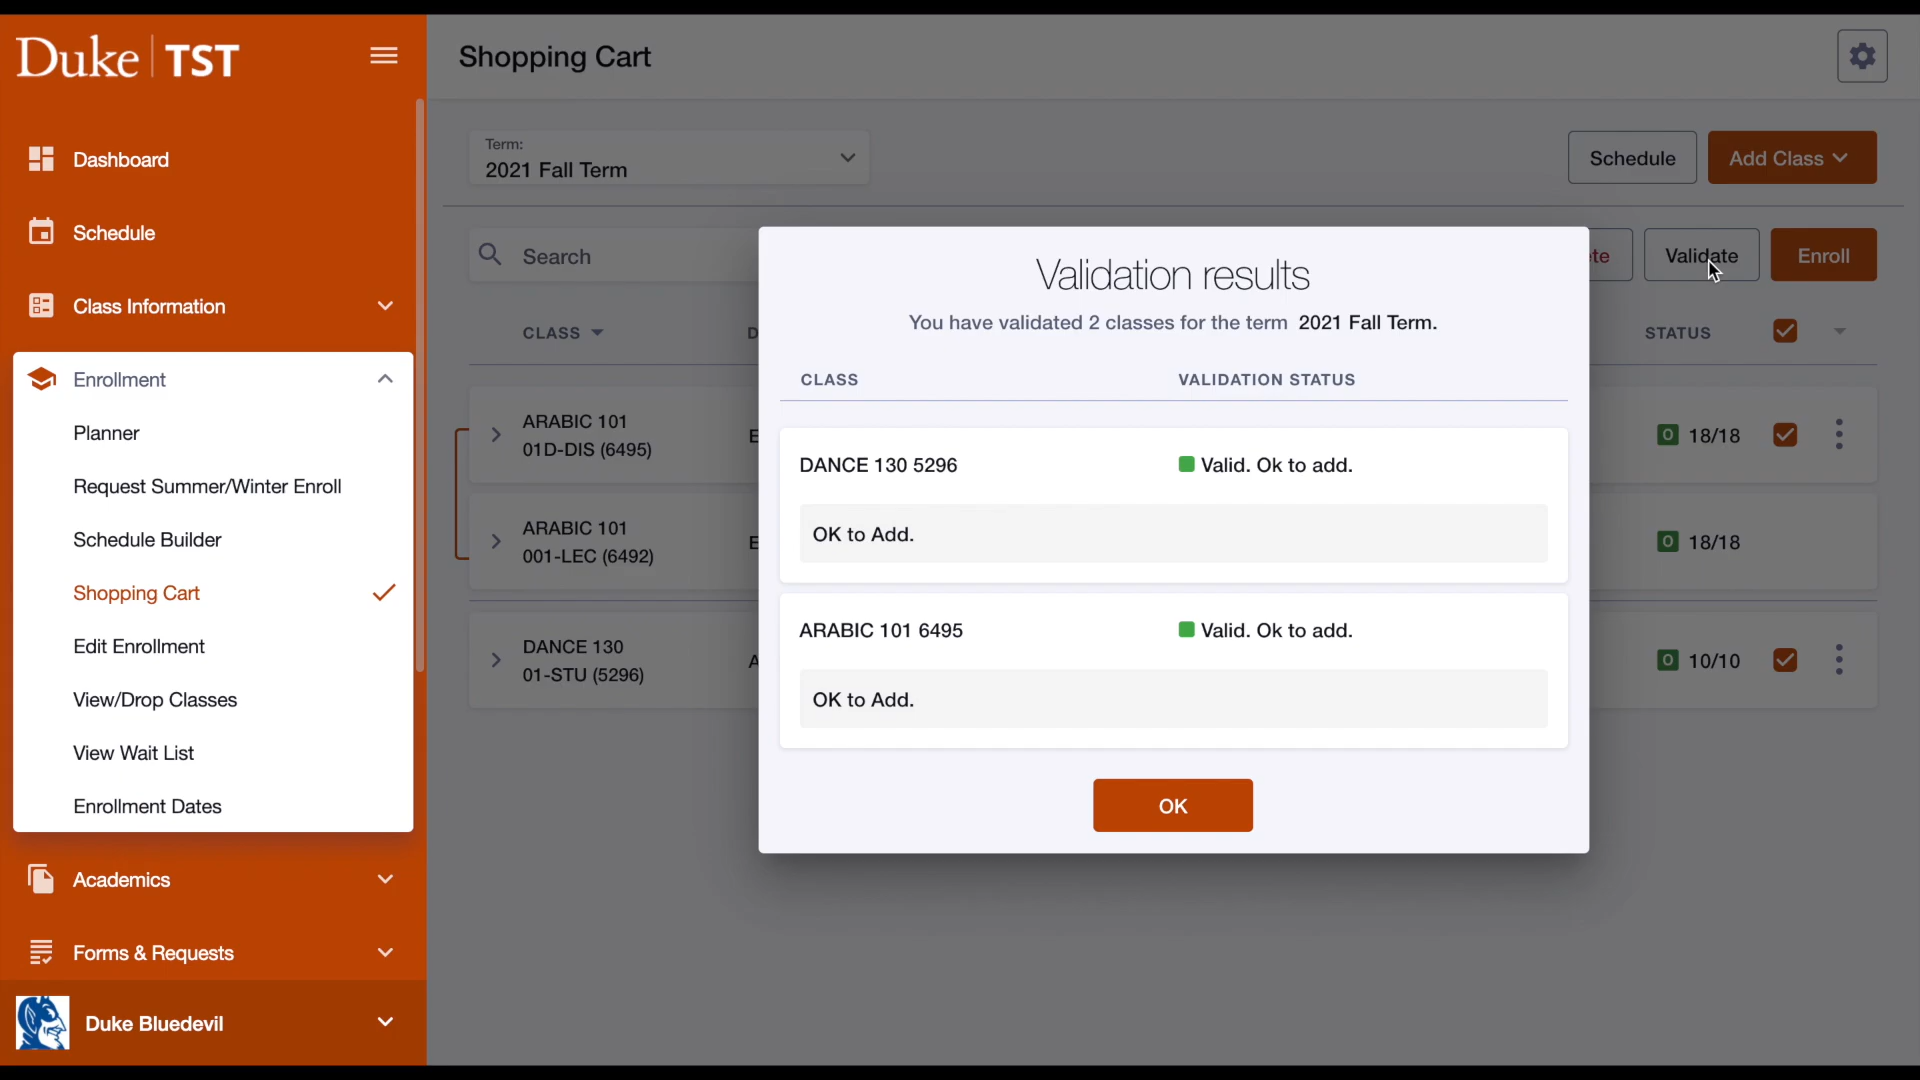 Duke | TST
Dashboard
Schedule
Class Information
Enrollment
Planner
Request Summer/Winter Enroll
Schedule Builder
Shopping Cart
Edit Enrollment
View/Drop Classes
View Wait List
Enrollment Dates
Academics
Forms & Requests
Duke Bluedevil
Shopping Cart
Term:
2021 Fall Term
Schedule
Add Class
Search
Validate
Enroll
CLASS
STATUS
ARABIC 101
01D-DIS (6495)
18/18
ARABIC 101
001-LEC (6492)
18/18
DANCE 130
01-STU (5296)
10/10
Validation results
You have validated 2 classes for the term 2021 Fall Term.
CLASS VALIDATION STATUS
DANCE 130 5296 Valid. Ok to add.
OK to Add.
ARABIC 101 6495 Valid. Ok to add.
OK to Add.
OK